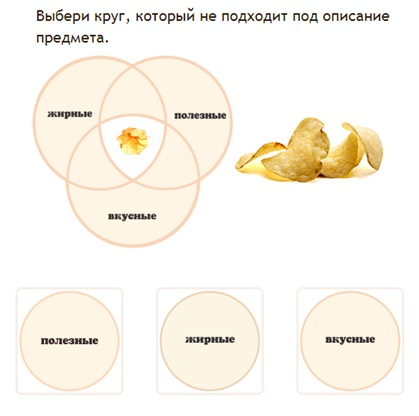 Выбери круг, который не подходит под описание
предмета.
жирные
полезные
вкусные
полезные
жирные
вкусные